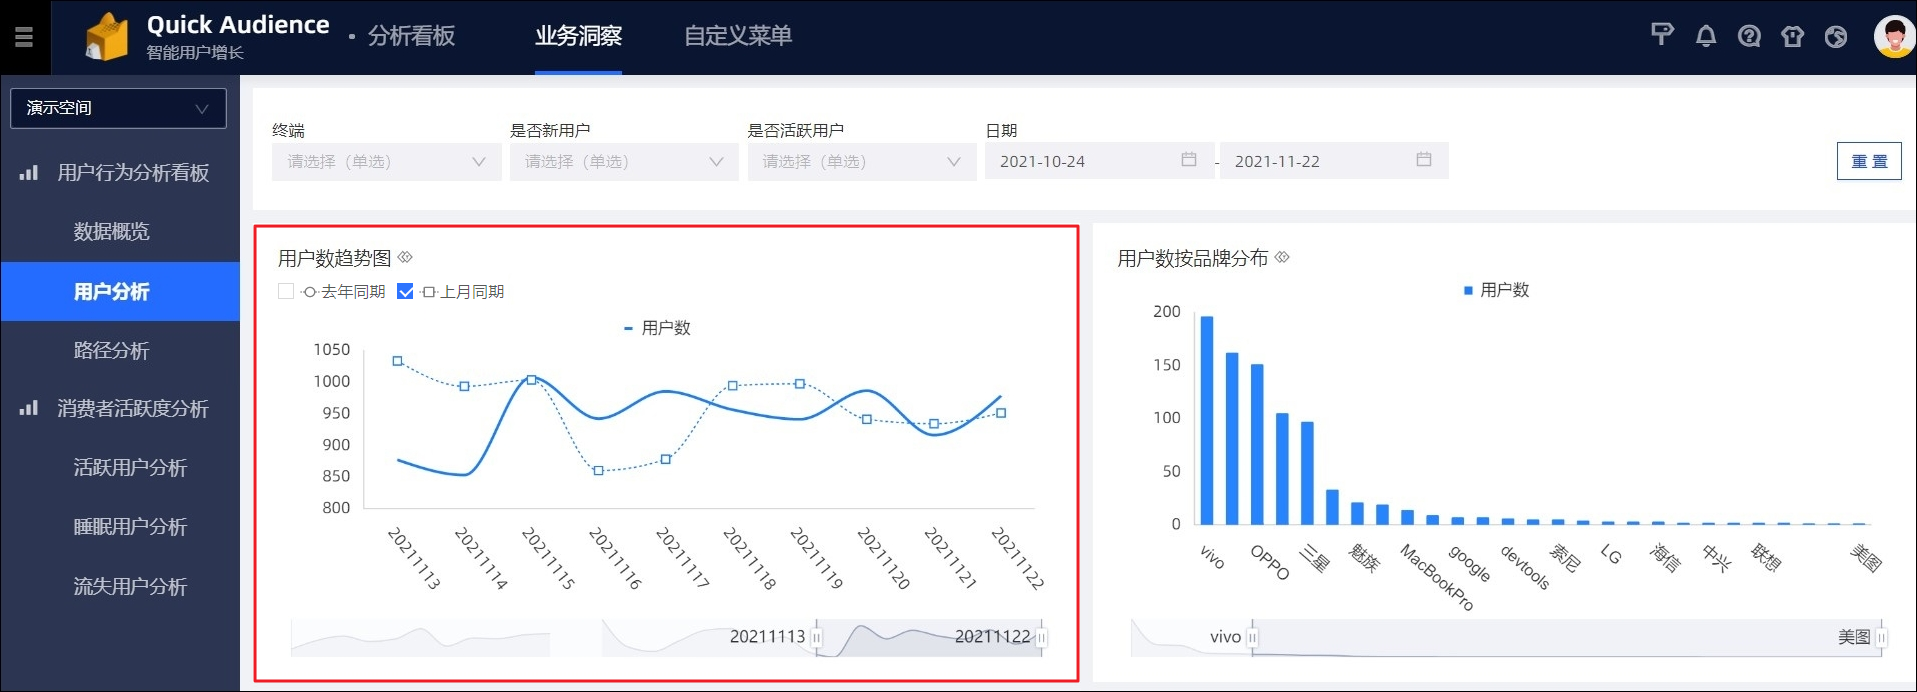 Quick Audience
智能用户增长
分析看板
业务洞察
自定义菜单
演示空间
用户行为分析看板
数据概览
用户分析
路径分析
消费者活跃度分析
活跃用户分析
睡眠用户分析
流失用户分析
终端
是否新用户
是否活跃用户
日期
请选择（单选）
请选择（单选）
请选择（单选）
2021-10-24
-
2021-11-22
重置
用户数趋势图
去年同期
上月同期
用户数
1050
1000
950
900
850
800
20211113
20211114
20211115
20211116
20211117
20211118
20211119
20211120
20211121
20211122
20211113
20211122
用户数按品牌分布
用户数
200
150
100
50
0
vivo
OPPO
三星
魅族
MacBookPro
google
devtools
索尼
LG
海信
中兴
联想
美图
vivo
美图